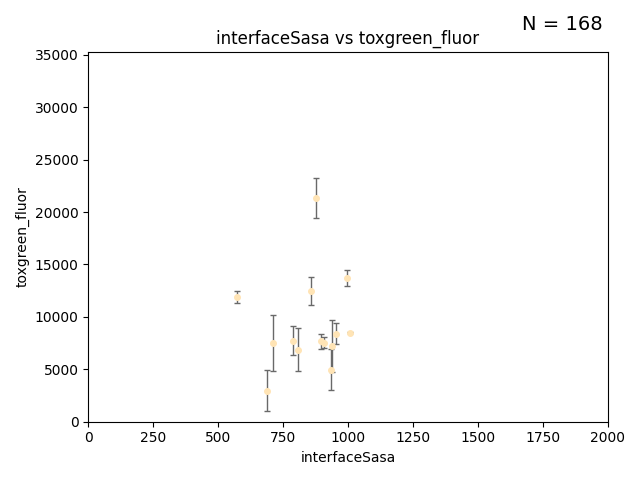 N = 168
interfaceSasa vs toxgreen_fluor
35000
30000
25000
20000
15000
10000
5000
0
toxgreen_fluor
0 250 500 750 1000 1250 1500 1750 2000
interfaceSasa